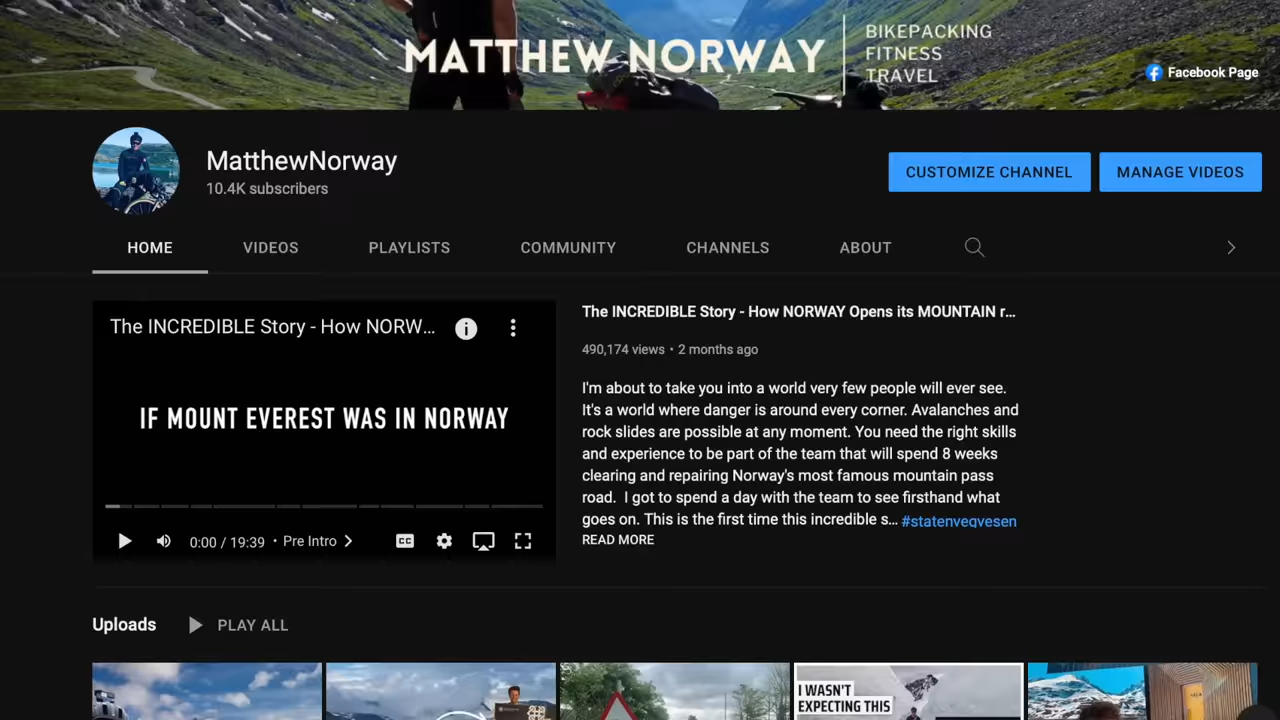 MATTHEW NORWAY
BIKEPACKING
FITNESS
TRAVEL
Facebook Page
MatthewNorway
10.4K subscribers
CUSTOMIZE CHANNEL
MANAGE VIDEOS
HOME
VIDEOS
PLAYLISTS
COMMUNITY
CHANNELS
ABOUT
The INCREDIBLE Story - How NORW...
IF MOUNT EVEREST WAS IN NORWAY
0:00 / 19:39 • Pre Intro
CC
The INCREDIBLE Story - How NORWAY Opens its MOUNTAIN r...
490,174 views • 2 months ago
I'm about to take you into a world very few people will ever see.
It's a world where danger is around every corner. Avalanches and
rock slides are possible at any moment. You need the right skills
and experience to be part of the team that will spend 8 weeks
clearing and repairing Norway's most famous mountain pass
road. I got to spend a day with the team to see firsthand what
goes on. This is the first time this incredible s... #statenvegvesen
READ MORE
Uploads
PLAY ALL
I WASN'T
EXPECTING THIS